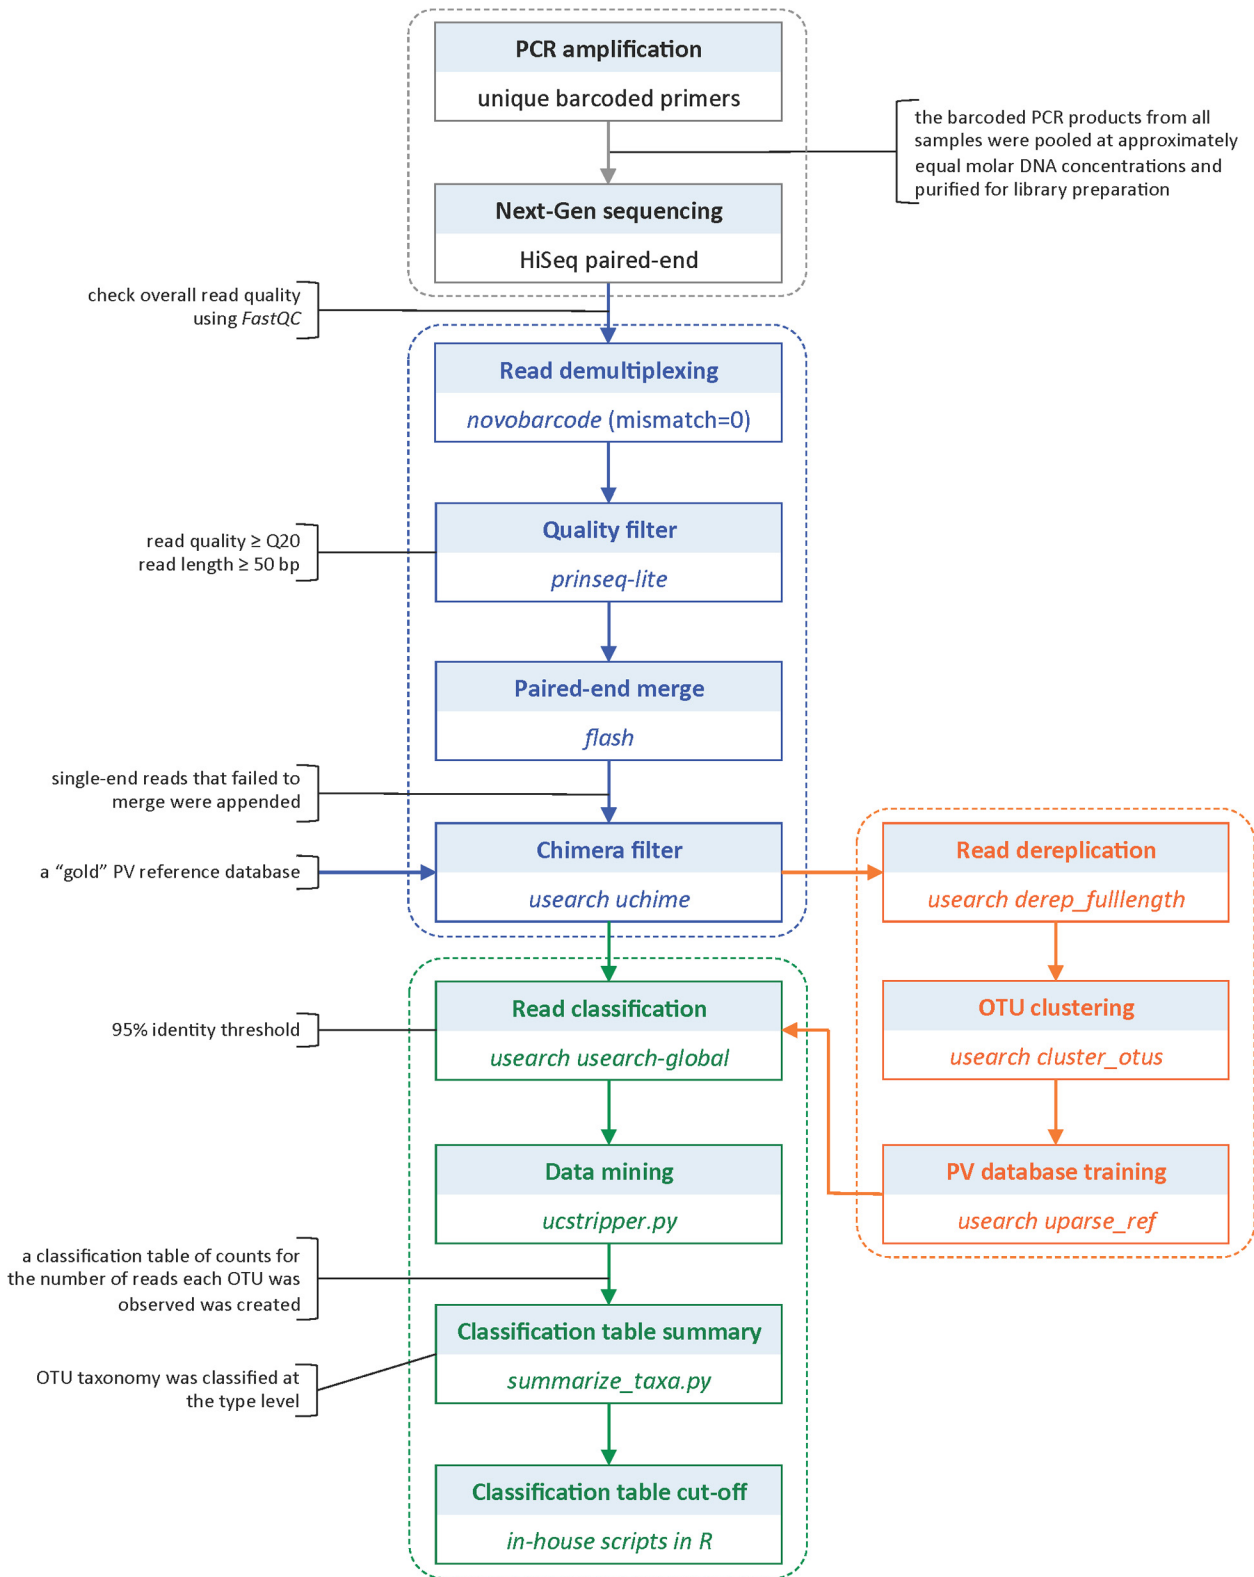 PCR amplification
unique barcoded primers
the barcoded PCR products from all
samples were pooled at approximately
equal molar DNA concentrations and
purified for library preparation
Next-Gen sequencing
HiSeq paired-end
check overall read quality
using FastQC
Read demultiplexing
novobarcode (mismatch=0)
Quality filter
prinseq-lite
read quality ≥ Q20
read length ≥ 50 bp
Paired-end merge
flash
single-end reads that failed to
merge were appended
Chimera filter
usearch uchime
a “gold” PV reference database
Read dereplication
usearch derep_fulllength
OTU clustering
usearch cluster_otus
PV database training
usearch uparse_ref
Read classification
usearch usearch-global
95% identity threshold
Data mining
ucstripper.py
a classification table of counts for
the number of reads each OTU was
observed was created
Classification table summary
summarize_taxa.py
OTU taxonomy was classified at
the type level
Classification table cut-off
in-house scripts in R